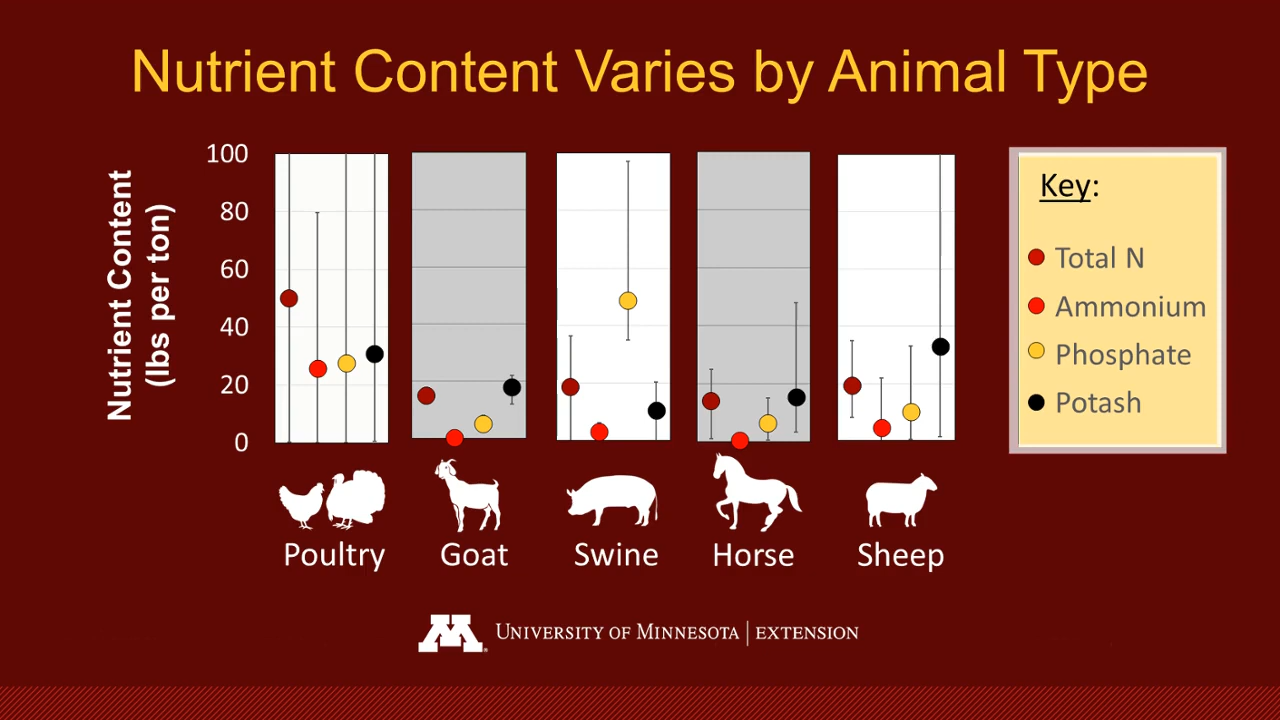 Nutrient Content Varies by Animal Type
Nutrient Content
(lbs per ton)
100
80
60
40
20
0
Key:
Total N
Ammonium
Phosphate
Potash
Poultry
Goat
Swine
Horse
Sheep
M
UNIVERSITY OF MINNESOTA | EXTENSION